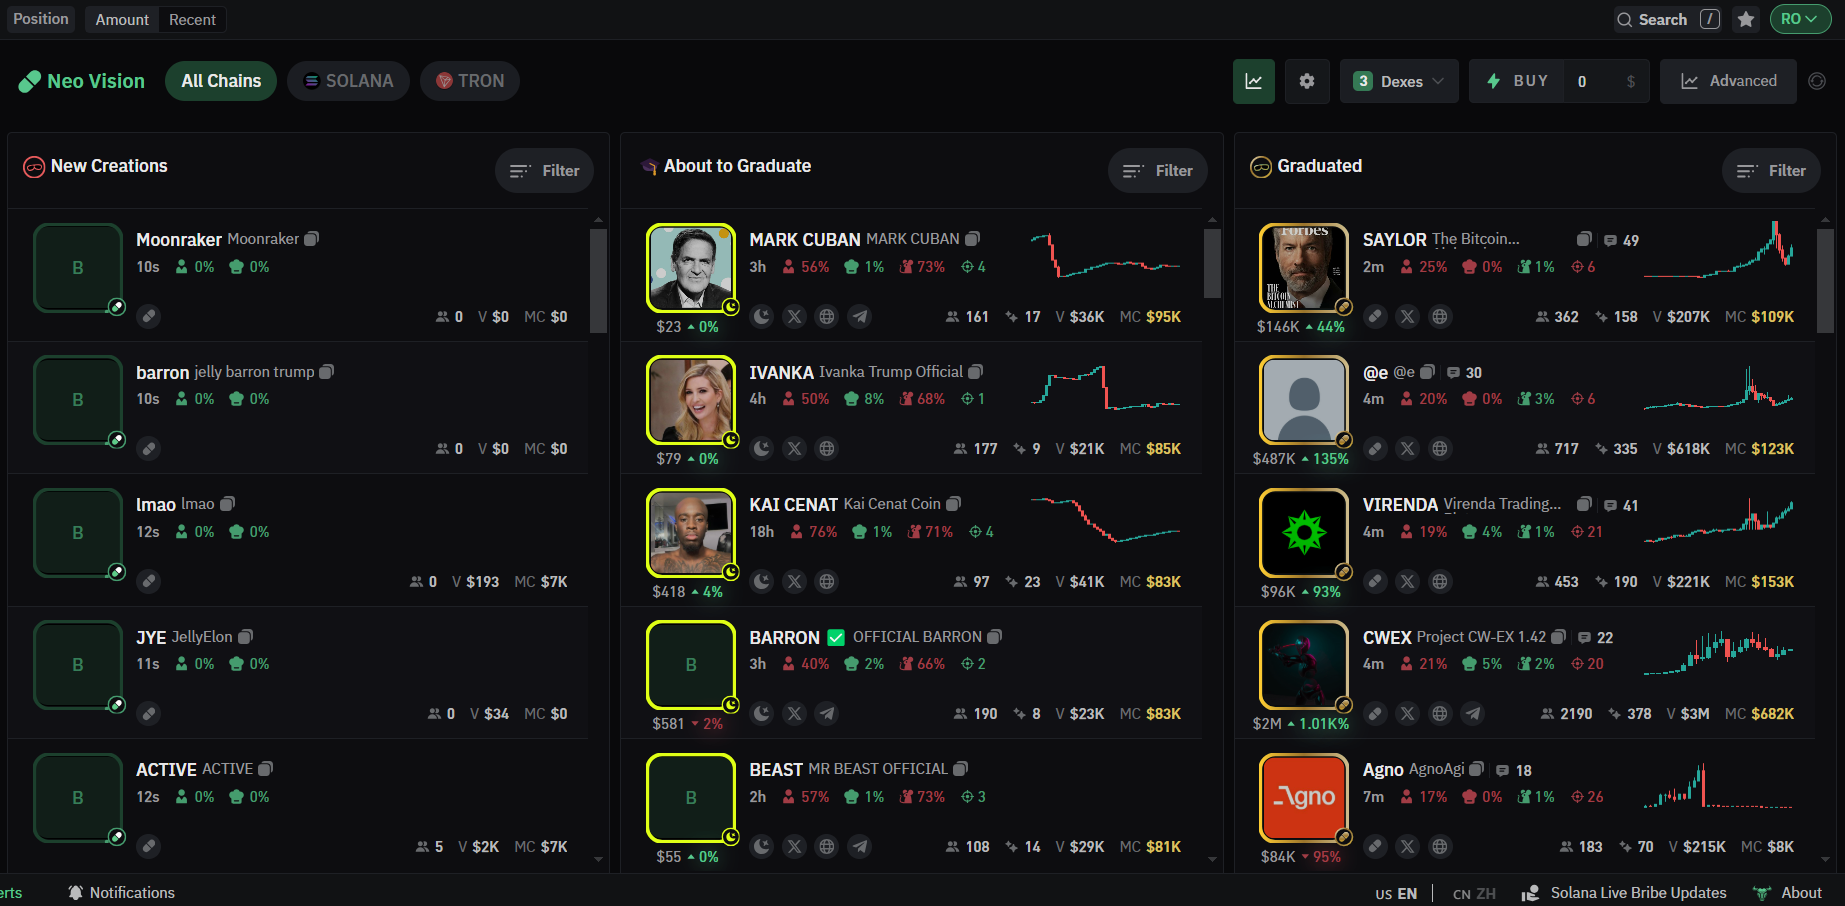 Position Amount Recent Search / RO
Neo Vision All Chains SOLANA TRON 3 Dexes BUY 0 $ Advanced
New Creations Filter
B
Moonraker Moonraker
10s 0% 0%
0 V $0 MC $0
B
barron jelly barron trump
10s 0% 0%
0 V $0 MC $0
B
lmao lmao
12s 0% 0%
0 V $193 MC $7K
B
JYE JellyElon
11s 0% 0%
0 V $34 MC $0
B
ACTIVE ACTIVE
12s 0% 0%
5 V $2K MC $7K
About to Graduate Filter
MARK CUBAN MARK CUBAN
3h 56% 1% 73% 4
161 17 V $36K MC $95K
$23 0%
IVANKA Ivanka Trump Official
4h 50% 8% 68% 1
177 9 V $21K MC $85K
$79 0%
KAI CENAT Kai Cenat Coin
18h 76% 1% 71% 4
97 23 V $41K MC $83K
$418 4%
B
BARRON ✅ OFFICIAL BARRON
3h 40% 2% 66% 2
190 8 V $23K MC $83K
$581 2%
B
BEAST MR BEAST OFFICIAL
2h 57% 1% 73% 3
108 14 V $29K MC $81K
$55 0%
Graduated Filter
Forbes
THE
BITCOIN
ALCHEMIST
SAYLOR The Bitcoin... 49
2m 25% 0% 1% 6
362 158 V $207K MC $109K
$146K 44%
@e @e 30
4m 20% 0% 3% 6
717 335 V $618K MC $123K
$487K 135%
VIRENDA Virenda Trading... 41
4m 19% 4% 1% 21
453 190 V $221K MC $153K
$96K 93%
CWEX Project CW-EX 1.42 22
4m 21% 5% 2% 20
2190 378 V $3M MC $682K
$2M 1.01K%
Agno
Agno AgnoAgi 18
7m 17% 0% 1% 26
183 70 V $215K MC $8K
$84K 95%
erts Notifications US EN CN ZH Solana Live Bribe Updates About